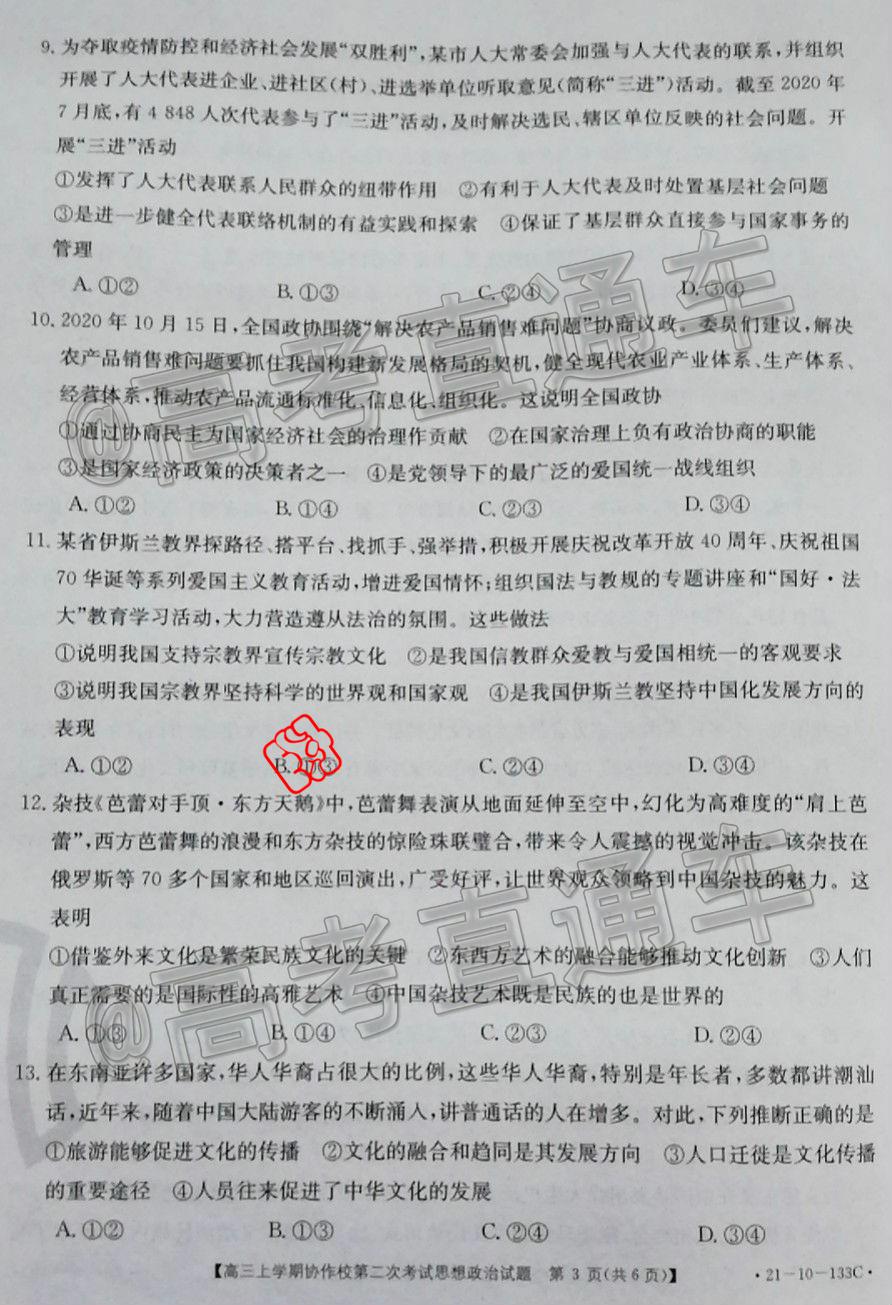 9. 为夺取疫情防控和经济社会发展“双胜利”，某市人大常委会加强与人大代表的联系，并组织
开展了人大代表进企业、进社区（村）、进选举单位听取意见（简称“三进”）活动。截至 2020 年
7 月底，有 4 848 人次代表参与了“三进”活动，及时解决选民、辖区单位反映的社会问题。开
展“三进”活动
①发挥了人大代表联系人民群众的纽带作用 ②有利于人大代表及时处置基层社会问题
③是进一步健全代表联络机制的有益实践和探索 ④保证了基层群众直接参与国家事务的
管理
A. ①② B. ①③ C. ②④ D. ③④
10. 2020 年 10 月 15 日，全国政协围绕“解决农产品销售难问题”协商议政。委员们建议，解决
农产品销售难问题要抓住我国构建新发展格局的契机，健全现代农业产业体系、生产体系、
经营体系，推动农产品流通标准化、信息化、组织化。这说明全国政协
①通过协商民主为国家经济社会的治理作贡献 ②在国家治理上负有政治协商的职能
③是国家经济政策的决策者之一 ④是党领导下的最广泛的爱国统一战线组织
A. ①② B. ①④ C. ②③ D. ③④
11. 某省伊斯兰教界探路径、搭平台、找抓手、强举措，积极开展庆祝改革开放 40 周年、庆祝祖国
70 华诞等系列爱国主义教育活动，增进爱国情怀；组织国法与教规的专题讲座和“国好·法
大”教育学习活动，大力营造遵从法治的氛围。这些做法
①说明我国支持宗教界宣传宗教文化 ②是我国信教群众爱教与爱国相统一的客观要求
③说明我国宗教界坚持科学的世界观和国家观 ④是我国伊斯兰教坚持中国化发展方向的
表现
A. ①② B. ①③ C. ②④ D. ③④
12. 杂技《芭蕾对手顶·东方天鹅》中，芭蕾舞表演从地面延伸至空中，幻化为高难度的“肩上芭
蕾”，西方芭蕾舞的浪漫和东方杂技的惊险珠联璧合，带来令人震撼的视觉冲击。该杂技在
俄罗斯等 70 多个国家和地区巡回演出，广受好评，让世界观众领略到中国杂技的魅力。这
表明
①借鉴外来文化是繁荣民族文化的关键 ②东西方艺术的融合能够推动文化创新 ③人们
真正需要的是国际性的高雅艺术 ④中国杂技艺术既是民族的也是世界的
A. ①③ B. ①④ C. ②③ D. ②④
13. 在东南亚许多国家，华人华裔占很大的比例，这些华人华裔，特别是年长者，多数都讲潮汕
话，近年来，随着中国大陆游客的不断涌入，讲普通话的人在增多。对此，下列推断正确的是
①旅游能够促进文化的传播 ②文化的融合和趋同是其发展方向 ③人口迁徙是文化传播
的重要途径 ④人员往来促进了中华文化的发展
A. ①② B. ①③ C. ②④ D. ③④
【高三上学期协作校第二次考试思想政治试题 第 3 页（共 6 页）】 ·21-10-133C·
@高考直通车
@高考直通车